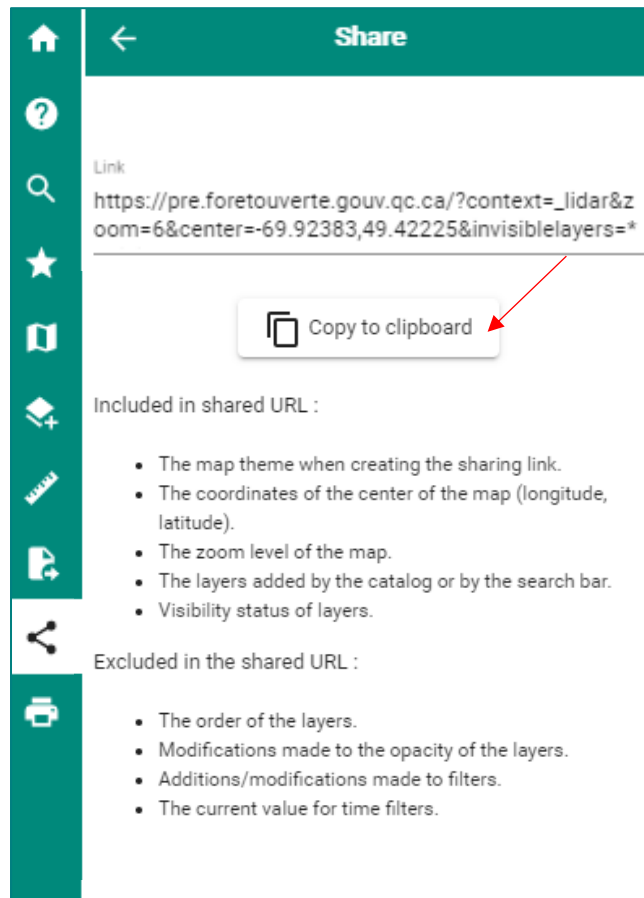 Share
Link
https://pre.foretouverte.gouv.qc.ca/?context=_lidar&z
oom=6&center=-69.92383,49.42225&invisiblelayers=*
Copy to clipboard
Included in shared URL :
• The map theme when creating the sharing link.
• The coordinates of the center of the map (longitude,
latitude).
• The zoom level of the map.
• The layers added by the catalog or by the search bar.
• Visibility status of layers.
Excluded in the shared URL :
• The order of the layers.
• Modifications made to the opacity of the layers.
• Additions/modifications made to filters.
• The current value for time filters.